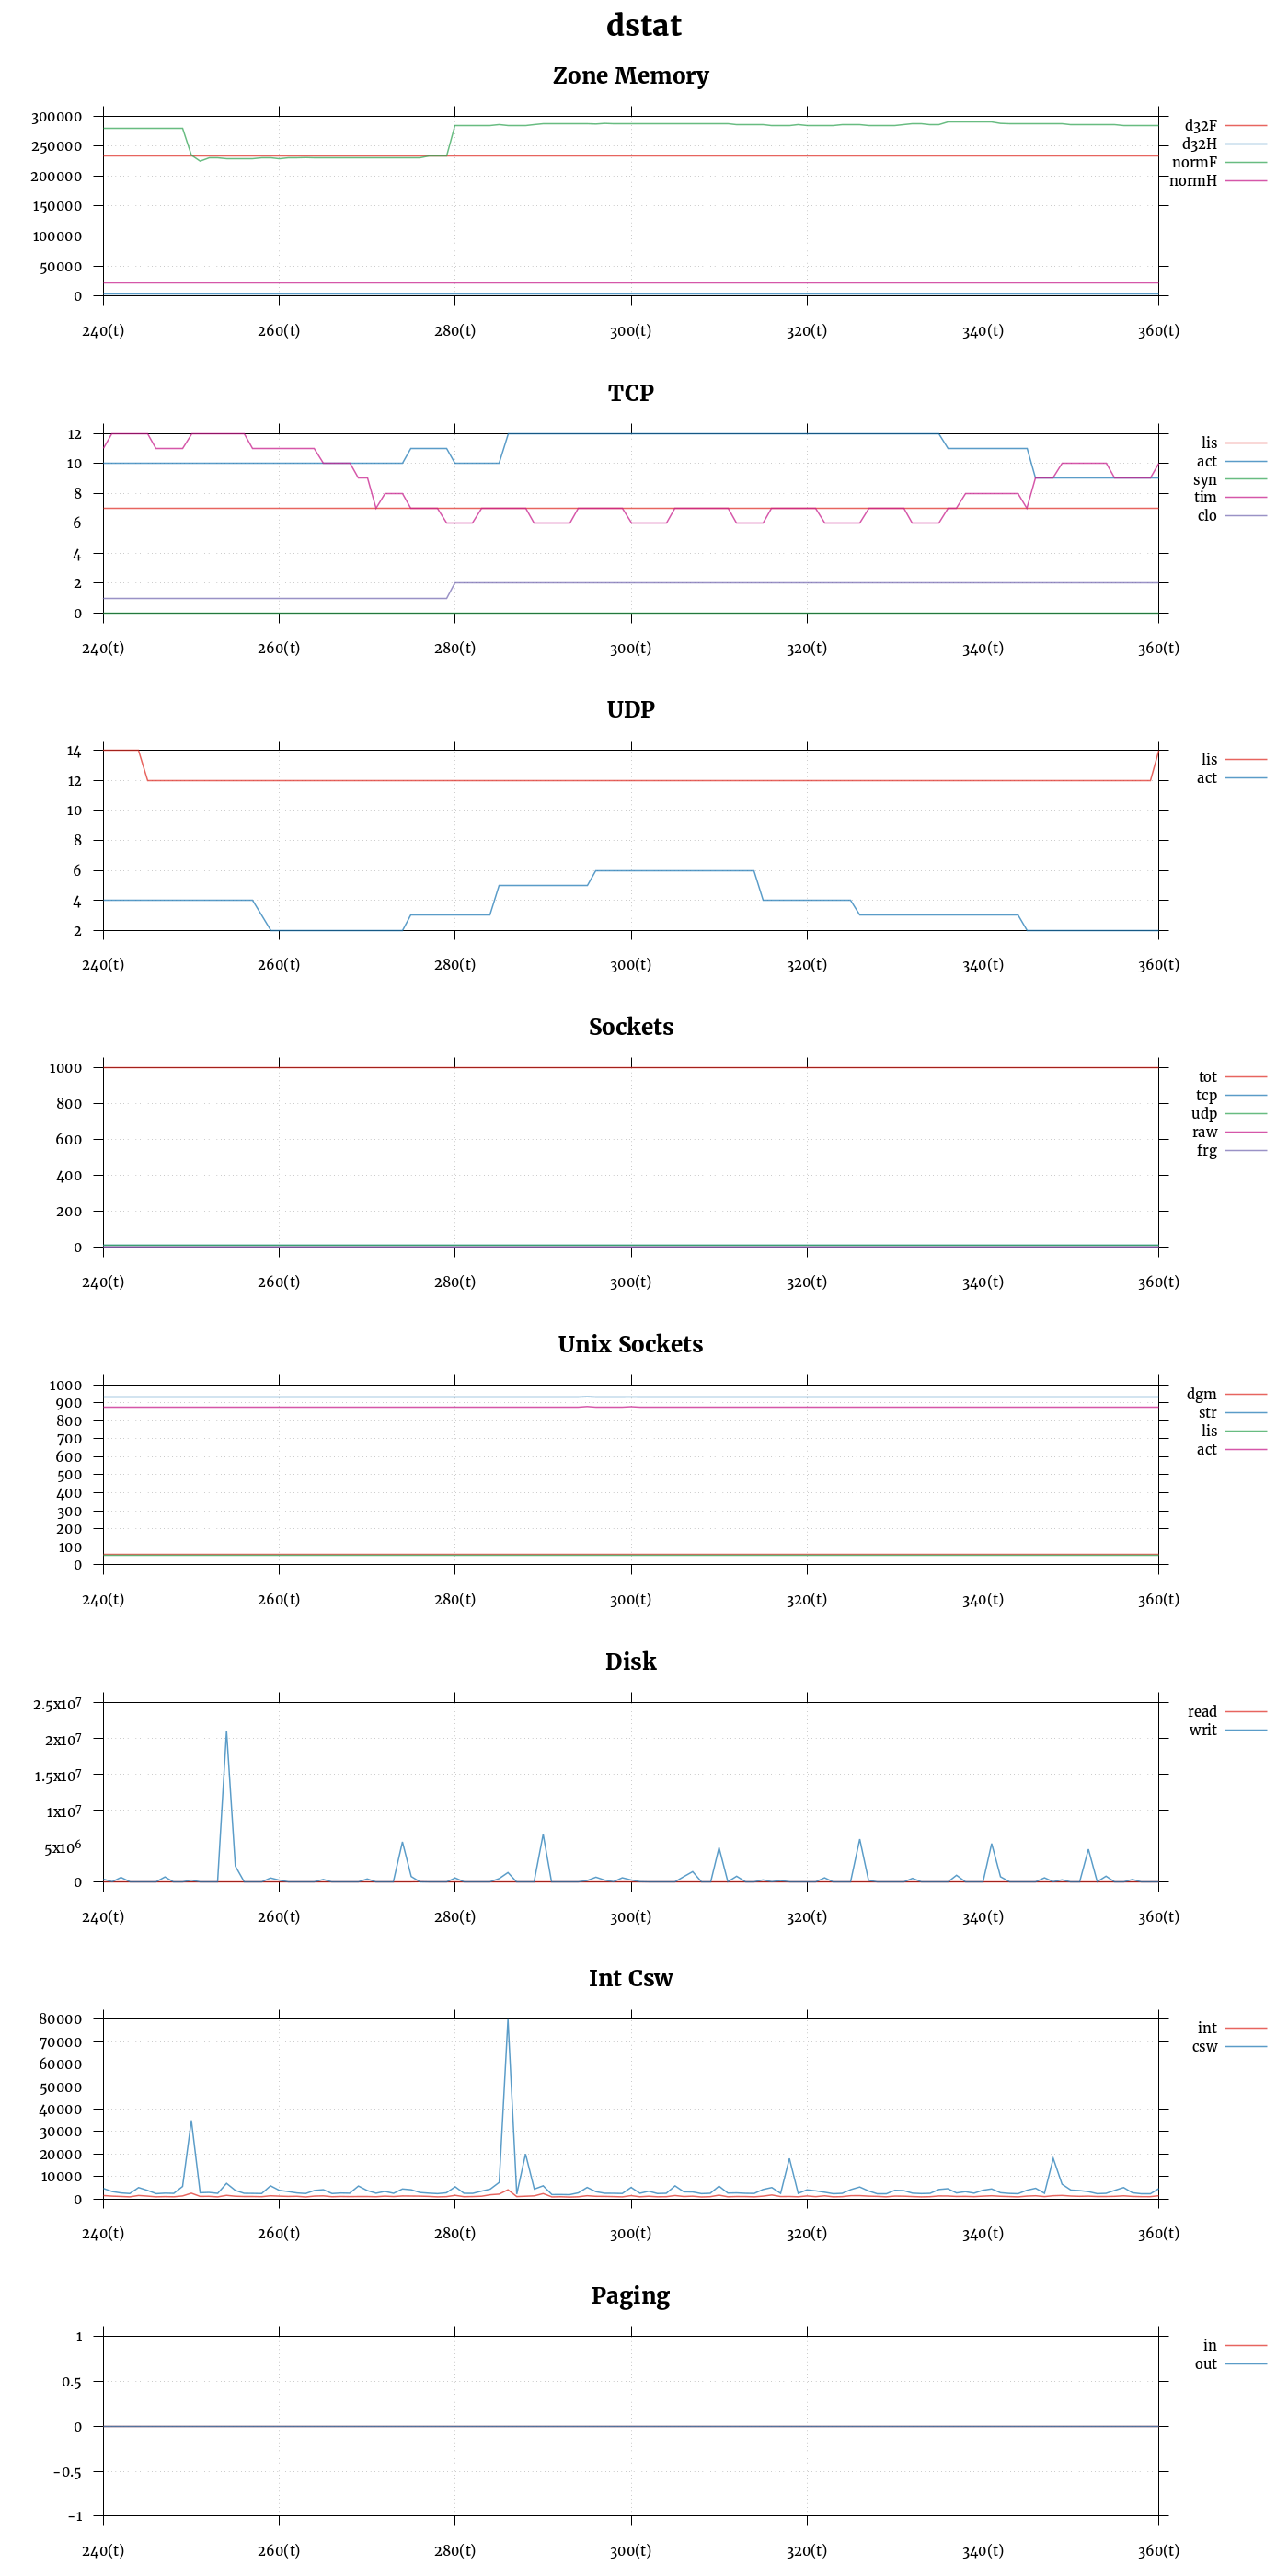 dstat
Zone Memory
300000
250000
200000
150000
100000
50000
0
240(t) 260(t) 280(t) 300(t) 320(t) 340(t) 360(t)
d32F
d32H
normF
normH
TCP
12
10
8
6
4
2
0
240(t) 260(t) 280(t) 300(t) 320(t) 340(t) 360(t)
lis
act
syn
tim
clo
UDP
14
12
10
8
6
4
2
240(t) 260(t) 280(t) 300(t) 320(t) 340(t) 360(t)
lis
act
Sockets
1000
800
600
400
200
0
240(t) 260(t) 280(t) 300(t) 320(t) 340(t) 360(t)
tot
tcp
udp
raw
frg
Unix Sockets
1000
900
800
700
600
500
400
300
200
100
0
240(t) 260(t) 280(t) 300(t) 320(t) 340(t) 360(t)
dgm
str
lis
act
Disk
2.5x10⁷
2x10⁷
1.5x10⁷
1x10⁷
5x10⁶
0
240(t) 260(t) 280(t) 300(t) 320(t) 340(t) 360(t)
read
writ
Int Csw
80000
70000
60000
50000
40000
30000
20000
10000
0
240(t) 260(t) 280(t) 300(t) 320(t) 340(t) 360(t)
int
csw
Paging
1
0.5
0
-0.5
-1
240(t) 260(t) 280(t) 300(t) 320(t) 340(t) 360(t)
in
out